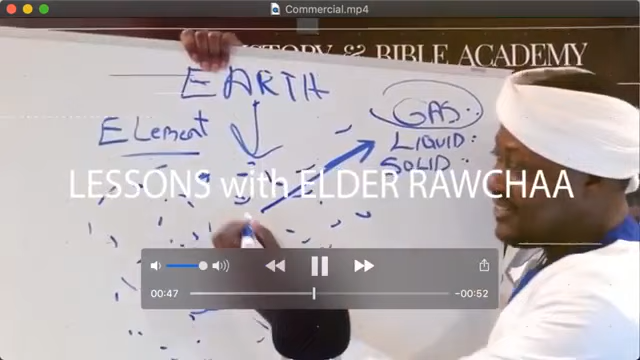 Commercial.mp4
STORY & BIBLE ACADEMY
EARTH
ELement
GAS:
LIQUID:
SOLID:
LESSONS with ELDER RAWCHAA
00:47
-00:52